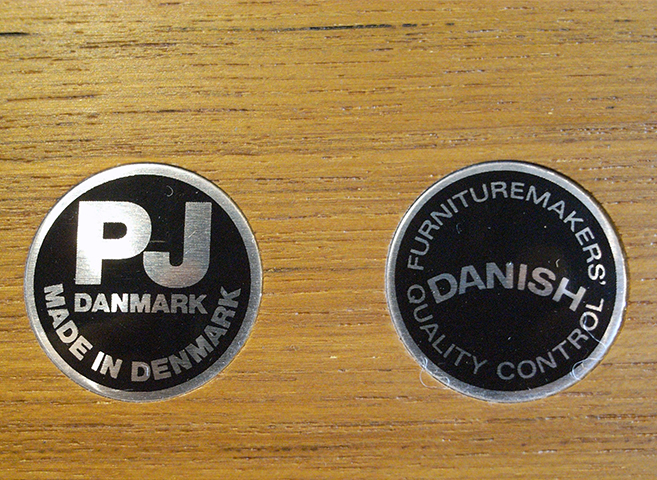 PJ
DANMARK
MADE IN DENMARK
FURNITUREMAKERS'
DANISH
QUALITY CONTROL